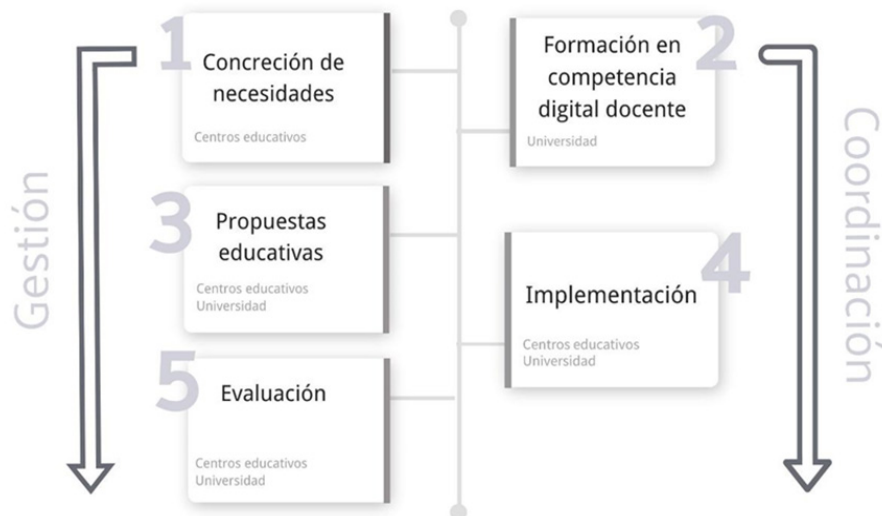 Gestión
1
Concreción de
necesidades
Centros educativos
2
Formación en
competencia
digital docente
Universidad
3
Propuestas
educativas
Centros educativos
Universidad
4
Implementación
Centros educativos
Universidad
5
Evaluación
Centros educativos
Universidad
Coordinación